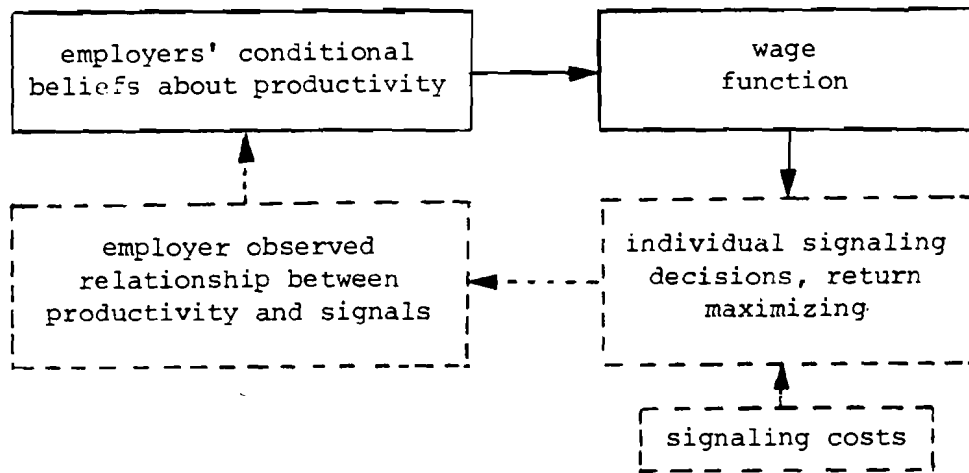 employers' conditional
beliefs about productivity
wage
function
employer observed
relationship between
productivity and signals
individual signaling
decisions, return
maximizing
signaling costs